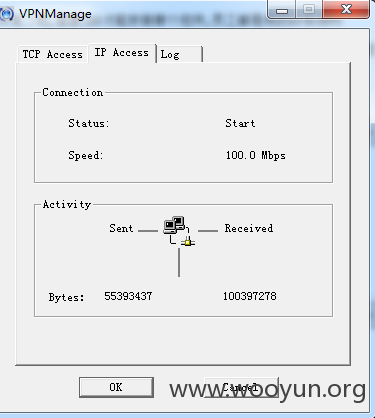 VPNManage
TCP Access IP Access Log
Connection
Status: Start
Speed: 100.0 Mbps
Activity
Sent Received
Bytes: 55393437 100397278
OK Cancel
www.wooyun.org